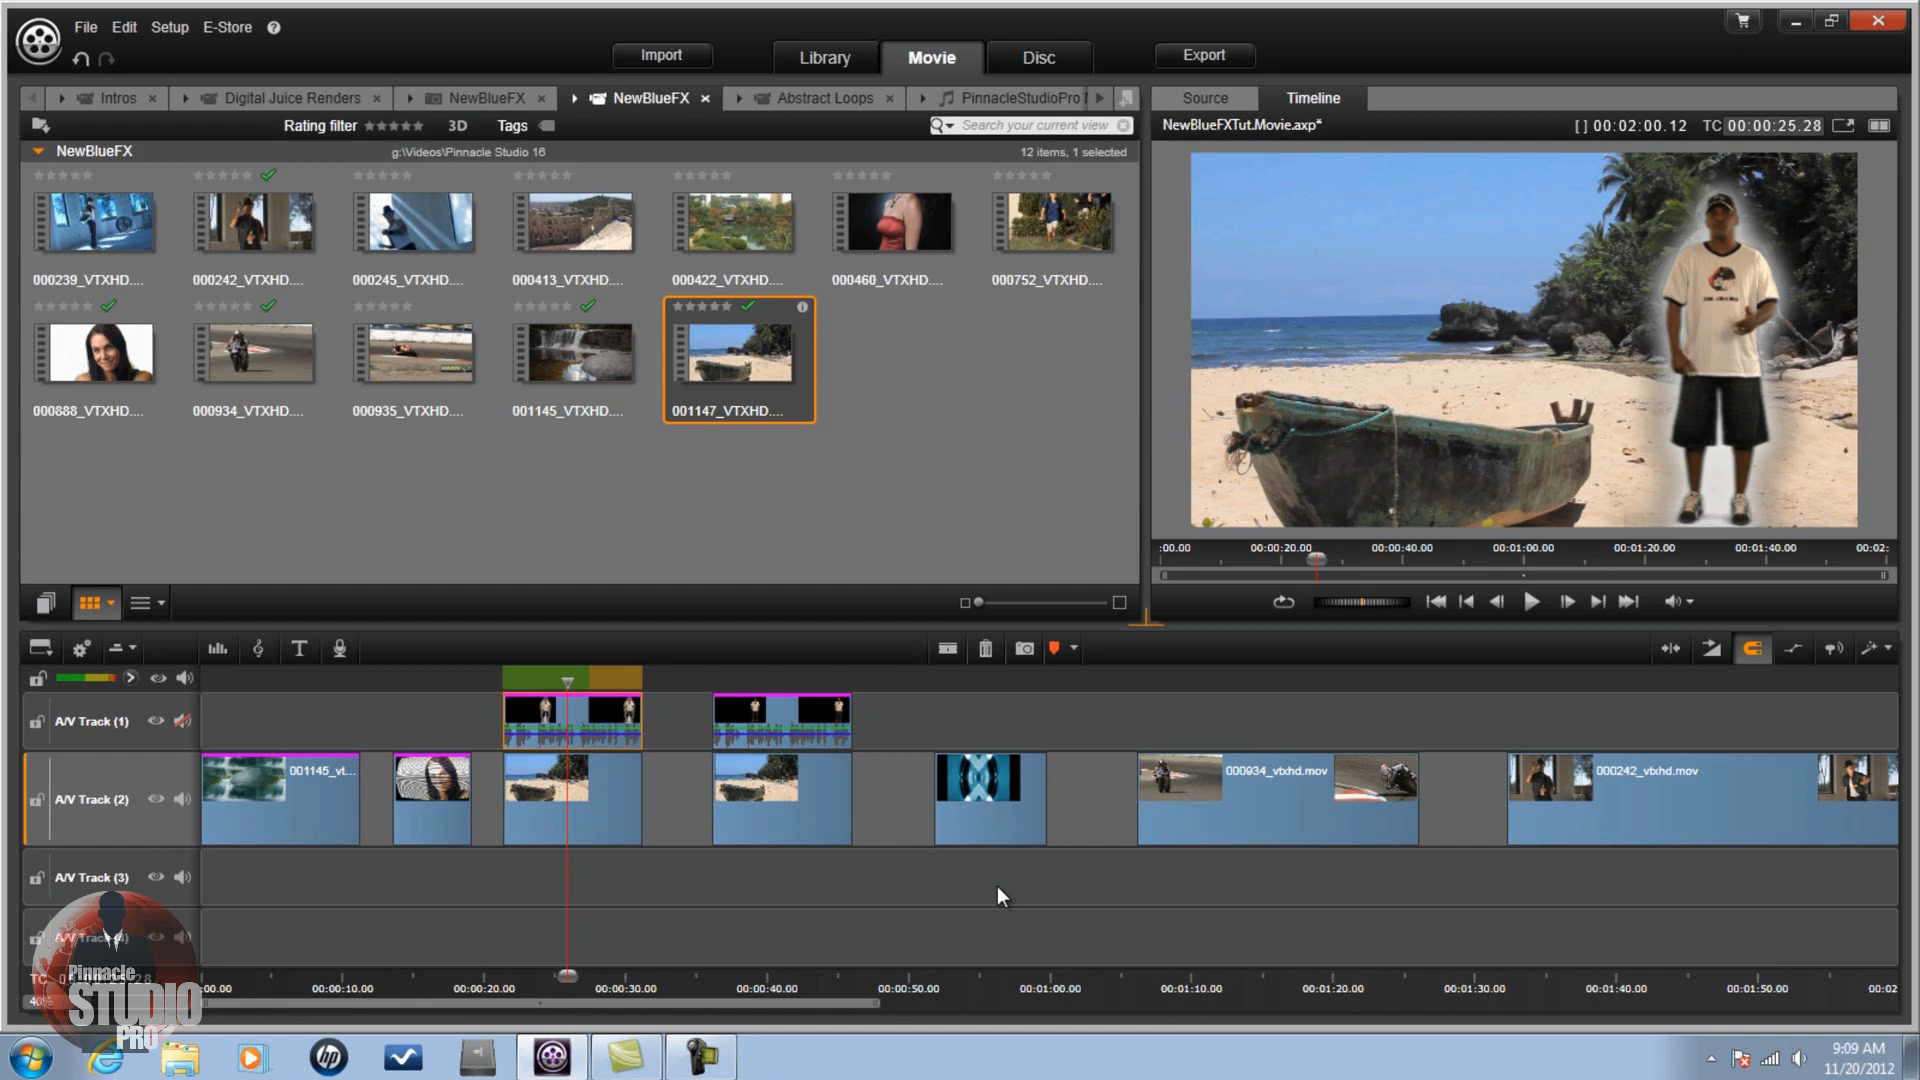 File Edit Setup E-Store ?
Import Library Movie Disc Export
Intros × Digital Juice Renders × NewBlueFX × NewBlueFX × Abstract Loops × PinnacleStudioPro
Source Timeline
Rating filter 3D Tags Search your current view
NewBlueFXTut.Movie.axp* [ ] 00:02:00.12 TC 00:00:25.28
NewBlueFX g:\Videos\Pinnacle Studio 16 12 items, 1 selected
000239_VTXHD.... 000242_VTXHD.... 000245_VTXHD.... 000413_VTXHD.... 000422_VTXHD.... 000460_VTXHD.... 000752_VTXHD....
000888_VTXHD.... 000934_VTXHD.... 000935_VTXHD.... 001145_VTXHD.... 001147_VTXHD....
:00.00 00:00:20.00 00:00:40.00 00:01:00.00 00:01:20.00 00:01:40.00 00:02:
A/V Track (1)
A/V Track (2)
001145_vt... 000934_vtxhd.mov 000242_vtxhd.mov
A/V Track (3)
A/V Track (4)
TC 00:00:25.28
:00.00 00:00:10.00 00:00:20.00 00:00:30.00 00:00:40.00 00:00:50.00 00:01:00.00 00:01:10.00 00:01:20.00 00:01:30.00 00:01:40.00 00:01:50.00 00:02
Pinnacle
STUDIO
PRO
hp
9:09 AM
11/20/2012